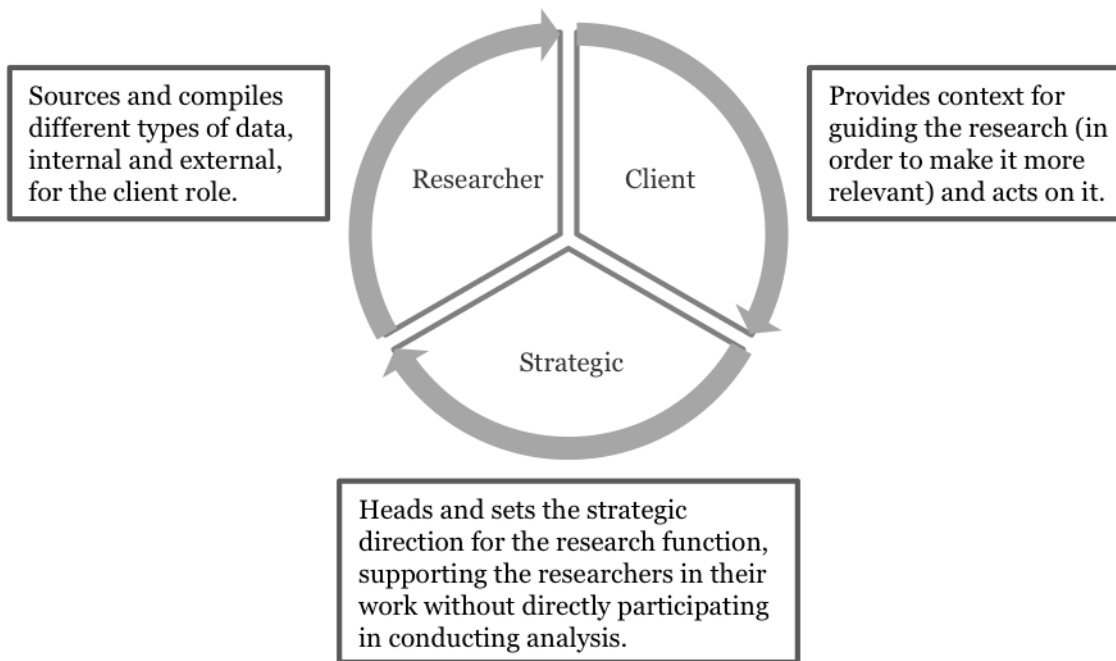 Sources and compiles
different types of data,
internal and external,
for the client role.
Researcher
Client
Provides context for
guiding the research (in
order to make it more
relevant) and acts on it.
Strategic
Heads and sets the strategic
direction for the research function,
supporting the researchers in their
work without directly participating
in conducting analysis.